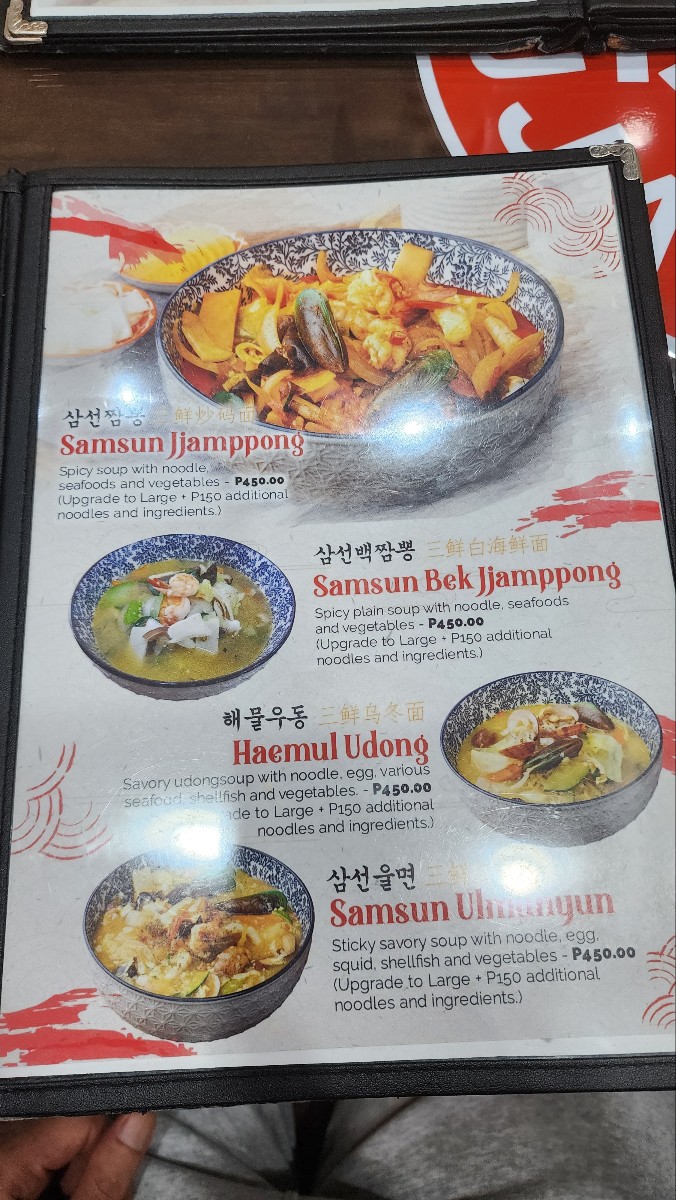 삼선짬뽕 三鲜炒码面
Samsun Jjamppong
Spicy soup with noodle,
seafoods and vegetables - P450.00
(Upgrade to Large + P150 additional
noodles and ingredients.)
삼선백짬뽕 三鲜白海鲜面
Samsun Bek Jjamppong
Spicy plain soup with noodle, seafoods
and vegetables - P450.00
(Upgrade to Large + P150 additional
noodles and ingredients.)
해물우동 三鲜乌冬面
Haemul Udong
Savory udongsoup with noodle, egg, various
seafood, shellfish and vegetables. - P450.00
to Large + P150 additional
noodles and ingredients.)
삼선울면
Samsun
Sticky savory soup with noodle, egg,
squid, shellfish and vegetables - P450.00
(Upgrade to Large + P150 additional
noodles and ingredients.)